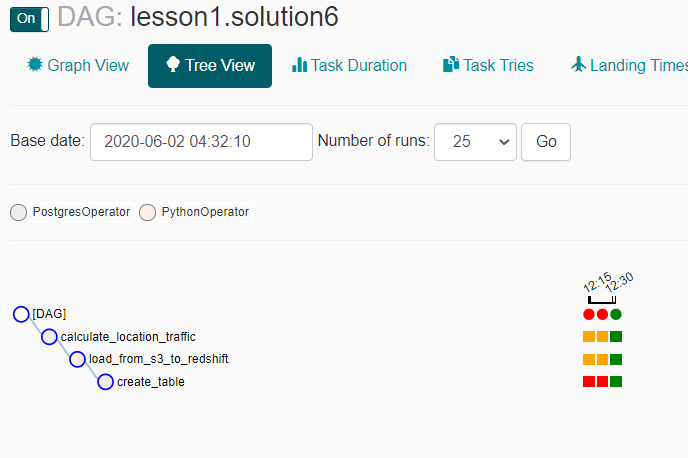 On DAG: lesson1.solution6
Graph View Tree View Task Duration Task Tries Landing Times
Base date: 2020-06-02 04:32:10 Number of runs: 25 Go
PostgresOperator PythonOperator
12:15 12:30
[DAG]
calculate_location_traffic
load_from_s3_to_redshift
create_table